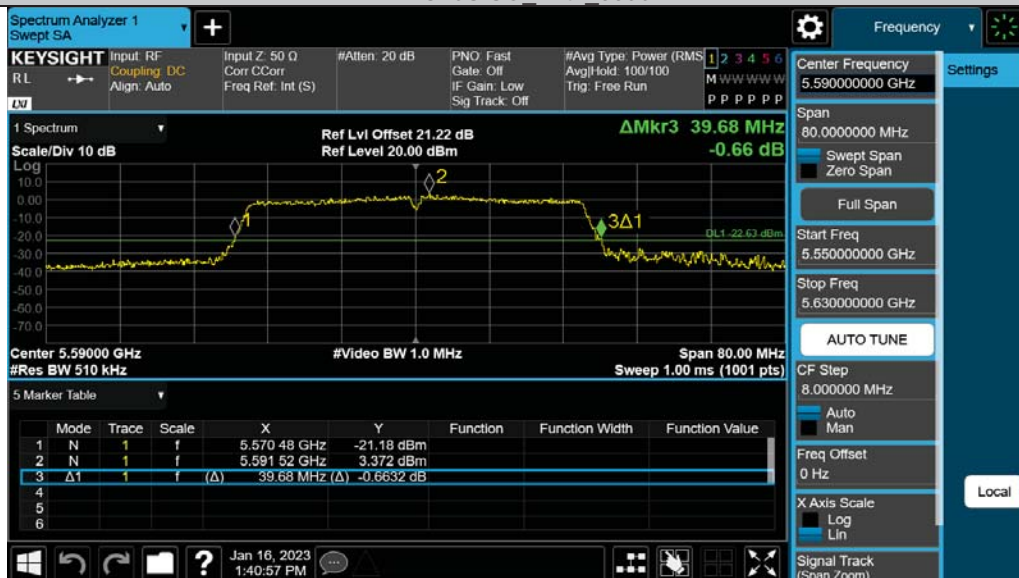 Spectrum Analyzer 1
Swept SA
Frequency
KEYSIGHT
RL
LXI
Input: RF
Coupling: DC
Align: Auto
Input Z: 50 Ω
Corr CCorr
Freq Ref: Int (S)
#Atten: 20 dB
PNO: Fast
Gate: Off
IF Gain: Low
Sig Track: Off
#Avg Type: Power (RMS
Avg|Hold: 100/100
Trig: Free Run
1 2 3 4 5 6
M W W W W W
P P P P P P
1 Spectrum
Scale/Div 10 dB
Ref Lvl Offset 21.22 dB
Ref Level 20.00 dBm
ΔMkr3 39.68 MHz
-0.66 dB
Log
10.0
0.00
-10.0
-20.0
-30.0
-40.0
-50.0
-60.0
-70.0
1
2
3Δ1
DL1 -22.63 dBm
Center 5.59000 GHz
#Res BW 510 kHz
#Video BW 1.0 MHz
Span 80.00 MHz
Sweep 1.00 ms (1001 pts)
5 Marker Table
Mode Trace Scale X Y Function Function Width Function Value
1 N 1 f 5.570 48 GHz -21.18 dBm
2 N 1 f 5.591 52 GHz 3.372 dBm
3 Δ1 1 f (Δ) 39.68 MHz (Δ) -0.6632 dB
4
5
6
Jan 16, 2023
1:40:57 PM
Center Frequency
5.590000000 GHz
Span
80.0000000 MHz
Swept Span
Zero Span
Full Span
Start Freq
5.550000000 GHz
Stop Freq
5.630000000 GHz
AUTO TUNE
CF Step
8.000000 MHz
Auto
Man
Freq Offset
0 Hz
X Axis Scale
Log
Lin
Signal Track
(Span Zoom)
Settings
Local